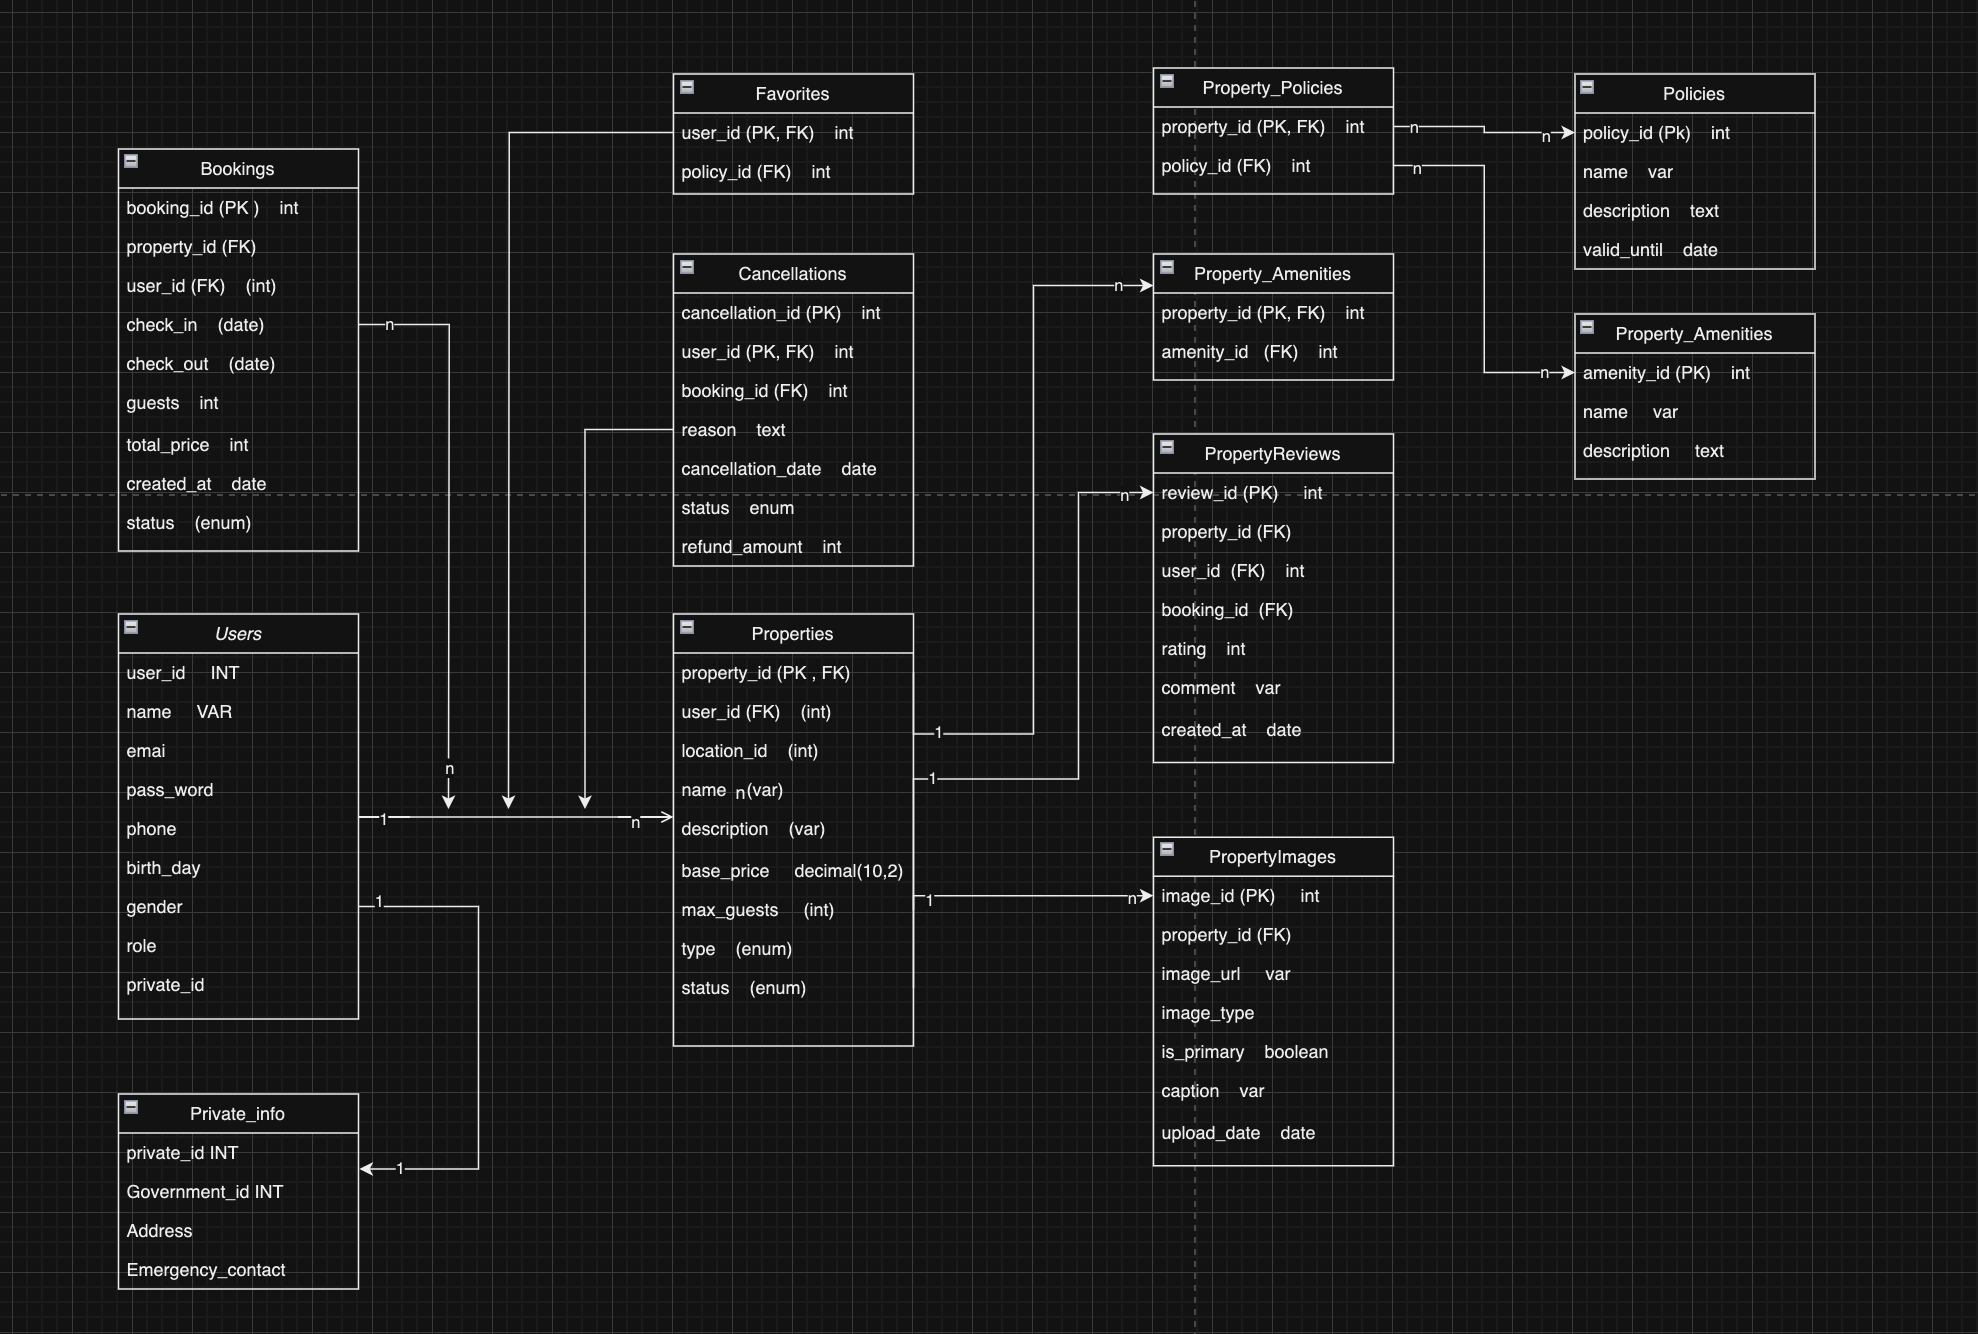 Bookings
booking_id (PK ) int
property_id (FK)
user_id (FK) (int)
check_in (date)
check_out (date)
guests int
total_price int
created_at date
status (enum)
n
n
Users
user_id INT
name VAR
emai
pass_word
phone
birth_day
gender
role
private_id
1
n
1
1
Private_info
private_id INT
Government_id INT
Address
Emergency_contact
Favorites
user_id (PK, FK) int
policy_id (FK) int
Cancellations
cancellation_id (PK) int
user_id (PK, FK) int
booking_id (FK) int
reason text
cancellation_date date
status enum
refund_amount int
Properties
property_id (PK , FK)
user_id (FK) (int)
location_id (int)
name n(var)
description (var)
base_price decimal(10,2)
max_guests (int)
type (enum)
status (enum)
1
n
1
n
1
n
Property_Policies
property_id (PK, FK) int
policy_id (FK) int
n
n
n
n
Property_Amenities
property_id (PK, FK) int
amenity_id (FK) int
PropertyReviews
review_id (PK) int
property_id (FK)
user_id (FK) int
booking_id (FK)
rating int
comment var
created_at date
PropertyImages
image_id (PK) int
property_id (FK)
image_url var
image_type
is_primary boolean
caption var
upload_date date
Policies
policy_id (Pk) int
name var
description text
valid_until date
Property_Amenities
amenity_id (PK) int
name var
description text